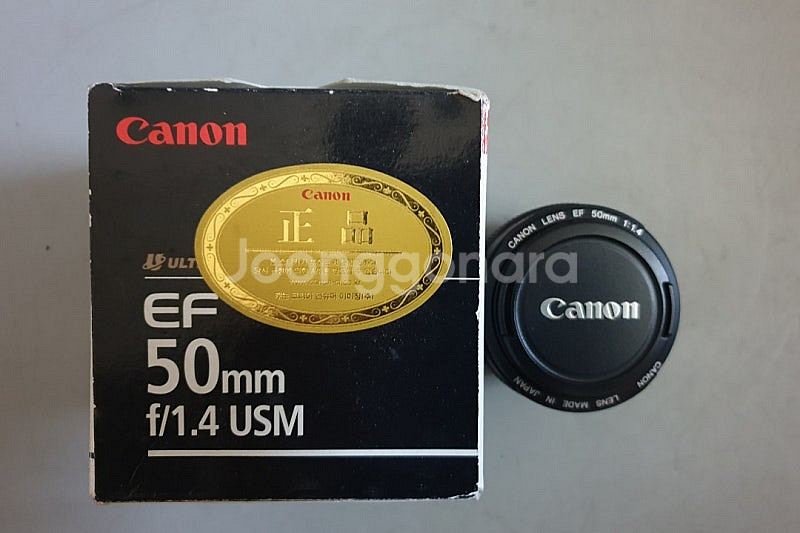 Canon
Canon
正品
ULT
EF
50mm
f/1.4 USM
Joonggonara
CANON LENS EF 50mm 1:1.4
Canon
CANON LENS MADE IN JAPAN